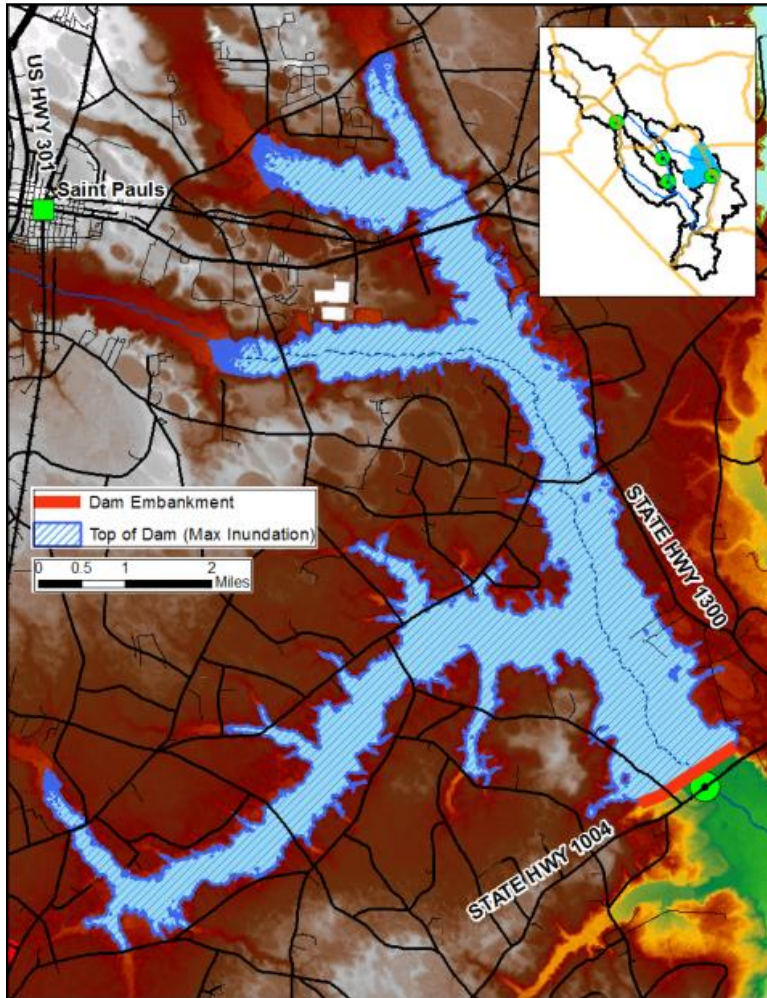 US HWY 301
Saint Pauls
Dam Embankment
Top of Dam (Max Inundation)
0 0.5 1 2
Miles
STATE HWY 1300
STATE HWY 1004